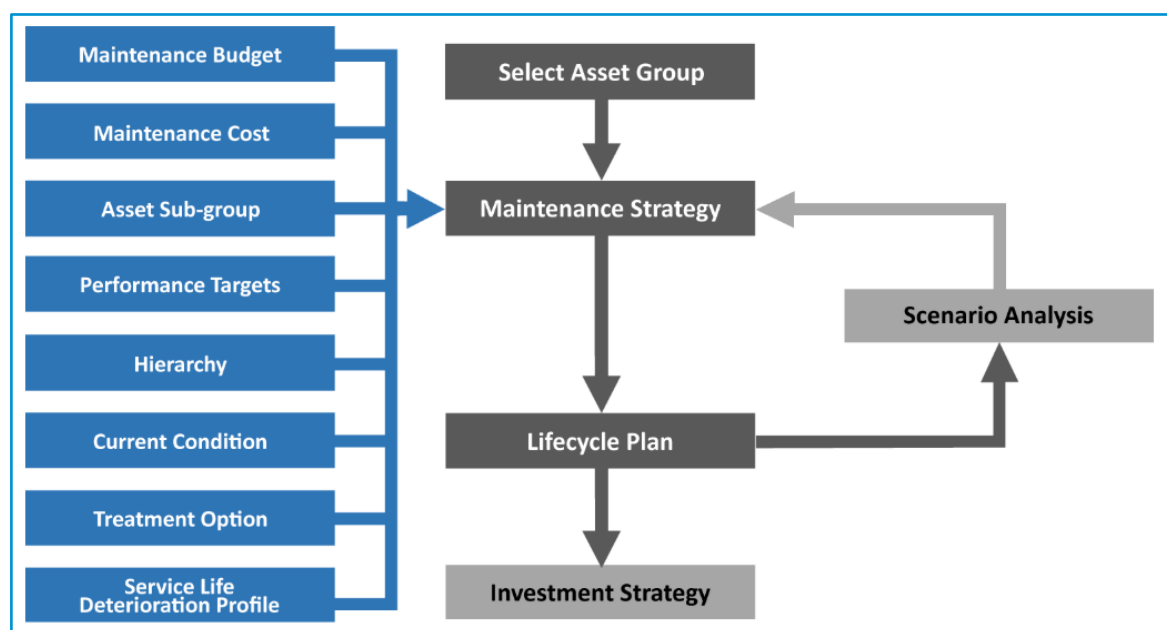 Maintenance Budget
Maintenance Cost
Asset Sub-group
Performance Targets
Hierarchy
Current Condition
Treatment Option
Service Life
Deterioration Profile
Select Asset Group
Maintenance Strategy
Lifecycle Plan
Investment Strategy
Scenario Analysis